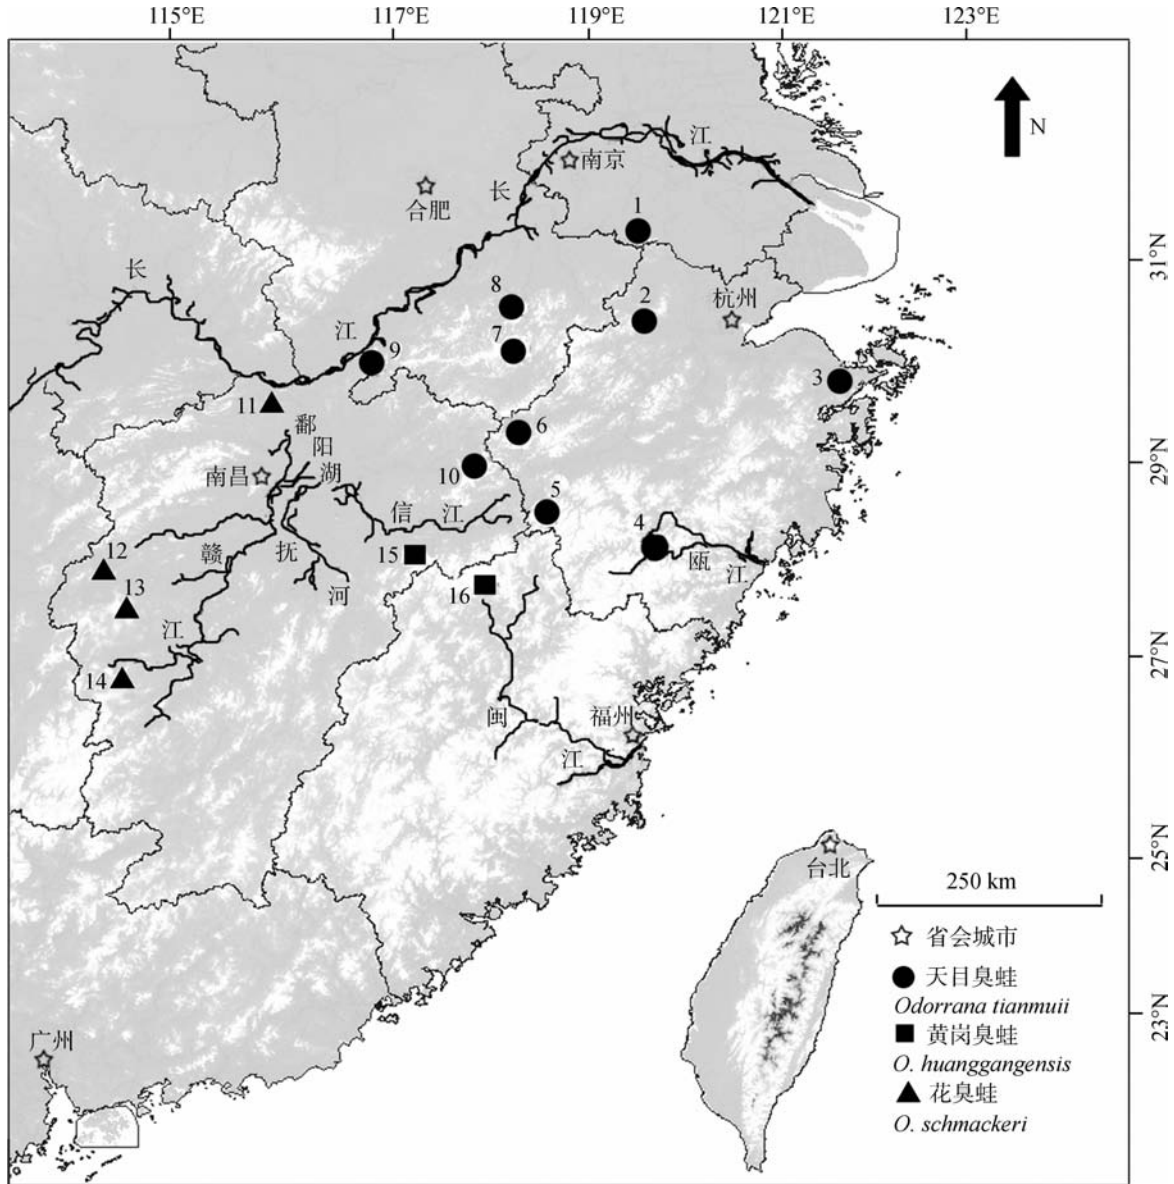 115°E 117°E 119°E 121°E 123°E
N
江
南京
长
合肥
1
31°N
长
8
2
杭州
江
7
9
3
11
鄱
6
阳
南昌
湖
10
29°N
5
信
江
4
12
赣
抚
15
瓯
13
河
16
江
江
27°N
14
闽
福州
江
25°N
台北
250 km
省会城市
天目臭蛙
Odorrana tianmuii
23°N
黄岗臭蛙
广州
O. huanggangensis
花臭蛙
O. schmackeri